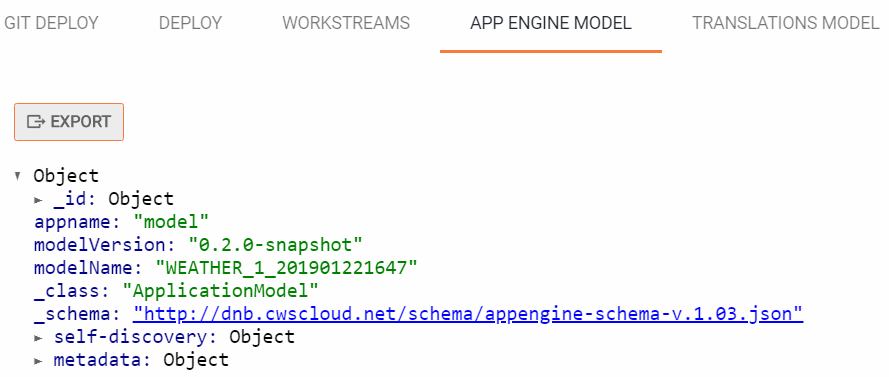 GIT DEPLOY DEPLOY WORKSTREAMS APP ENGINE MODEL TRANSLATIONS MODEL
EXPORT
Object
_id: Object
appname: "model"
modelVersion: "0.2.0-snapshot"
modelName: "WEATHER_1_201901221647"
_class: "ApplicationModel"
_schema: "http://dnb.cwscloud.net/schema/appengine-schema-v.1.03.json"
self-discovery: Object
metadata: Object